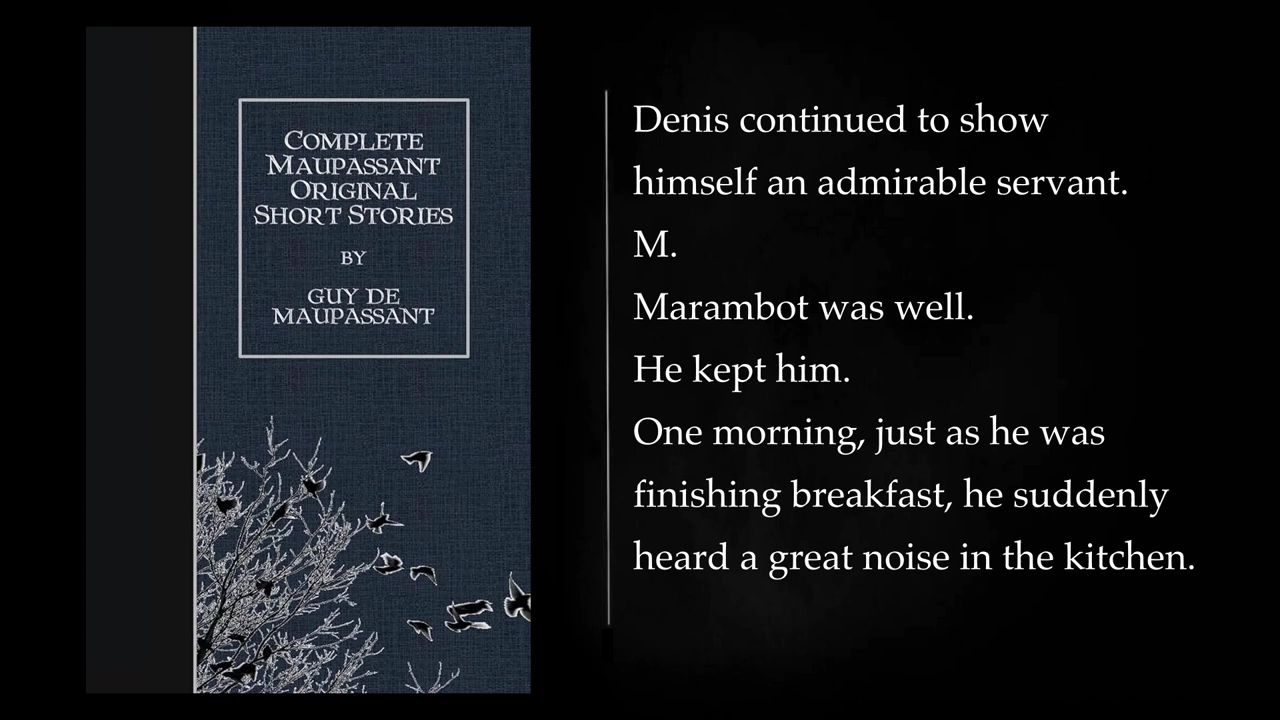 COMPLETE
MAUPASSANT
ORIGINAL
SHORT STORIES
BY
GUY DE
MAUPASSANT
Denis continued to show
himself an admirable servant.
M.
Marambot was well.
He kept him.
One morning, just as he was
finishing breakfast, he suddenly
heard a great noise in the kitchen.